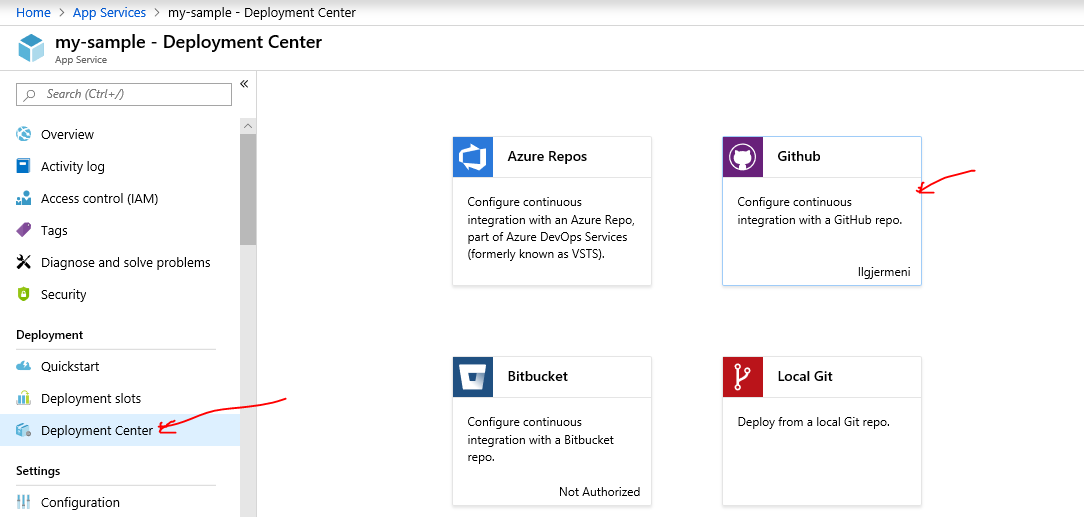 Home > App Services > my-sample - Deployment Center
my-sample - Deployment Center
App Service
Search (Ctrl+/)
«
Overview
Activity log
Access control (IAM)
Tags
Diagnose and solve problems
Security
Deployment
Quickstart
Deployment slots
Deployment Center
Settings
Configuration
Azure Repos
Configure continuous
integration with an Azure Repo,
part of Azure DevOps Services
(formerly known as VSTS).
Github
Configure continuous
integration with a GitHub repo.
llgjermeni
Bitbucket
Configure continuous
integration with a Bitbucket
repo.
Not Authorized
Local Git
Deploy from a local Git repo.